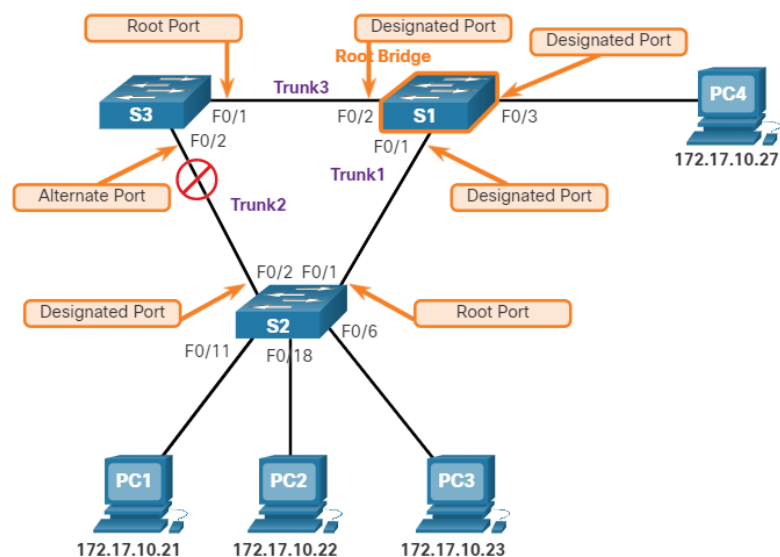 Root Port
Designated Port
Designated Port
Root Bridge
Trunk3
S3
F0/1
F0/2
S1
F0/3
PC4
F0/2
F0/1
172.17.10.27
Alternate Port
Trunk2
Trunk1
Designated Port
F0/2
F0/1
Designated Port
Root Port
S2
F0/6
F0/11
F0/18
PC1
PC2
PC3
172.17.10.21
172.17.10.22
172.17.10.23